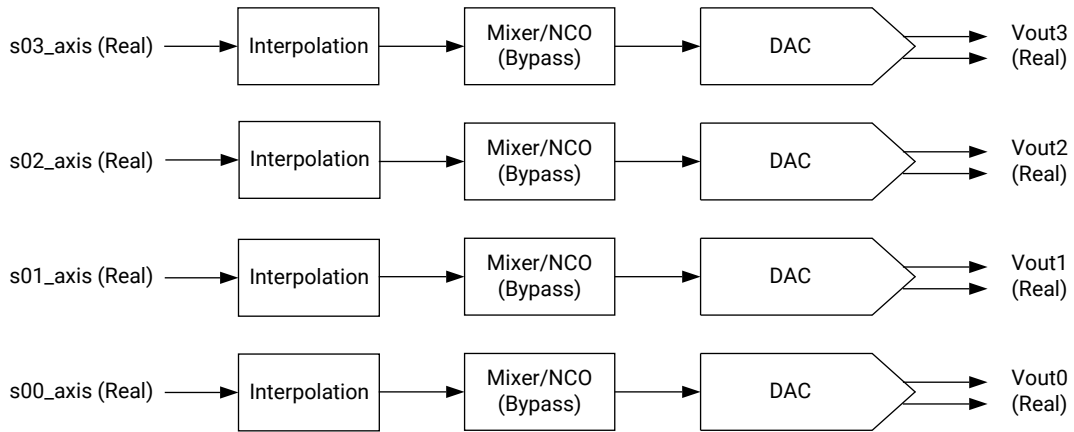 s03_axis (Real)
Interpolation
Mixer/NCO
(Bypass)
DAC
Vout3
(Real)
s02_axis (Real)
Interpolation
Mixer/NCO
(Bypass)
DAC
Vout2
(Real)
s01_axis (Real)
Interpolation
Mixer/NCO
(Bypass)
DAC
Vout1
(Real)
s00_axis (Real)
Interpolation
Mixer/NCO
(Bypass)
DAC
Vout0
(Real)